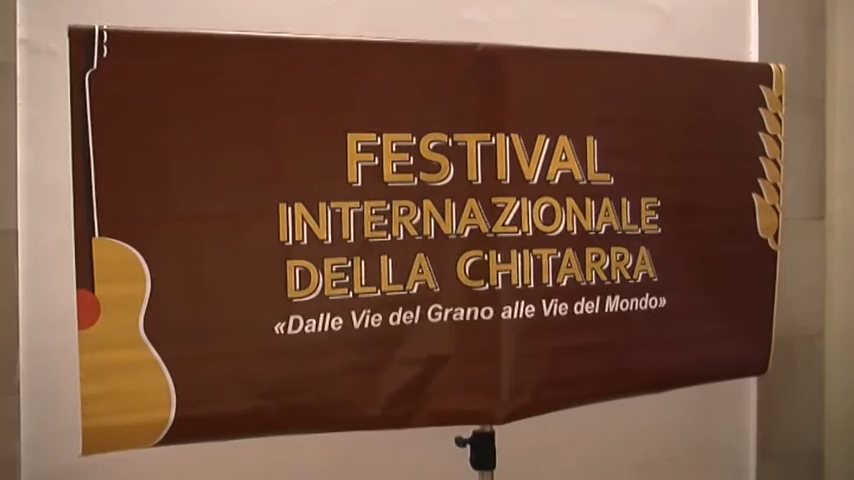 FESTIVAL
INTERNAZIONALE
DELLA CHITARRA
«Dalle Vie del Grano alle Vie del Mondo»